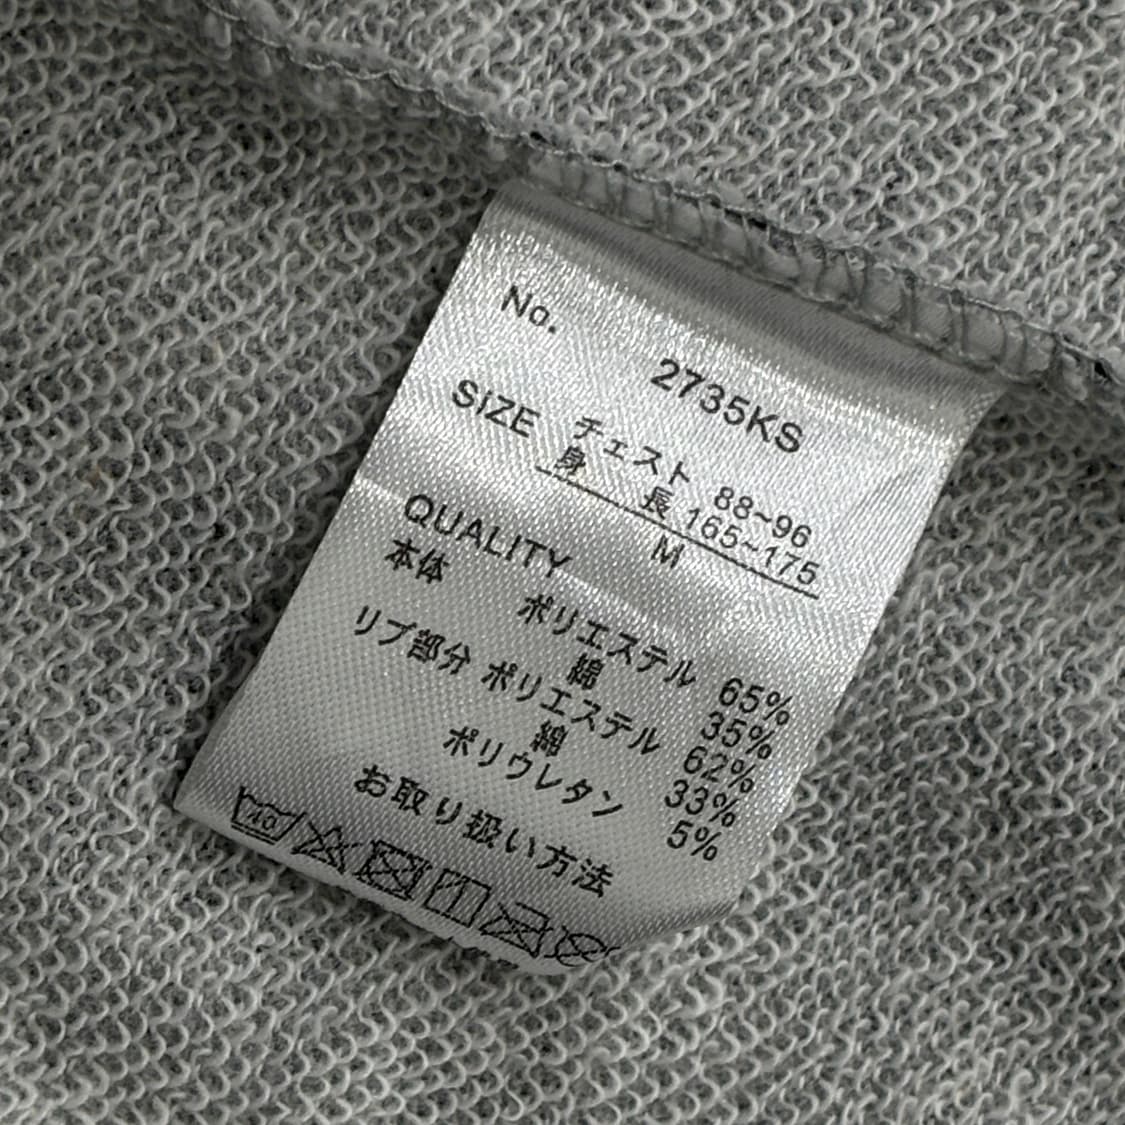 No.
2735KS
SIZE チェスト 88~96
身 長 165~175
M
QUALITY
本体 ポリエステル 65%
綿 35%
リブ部分 ポリエステル 62%
綿 33%
ポリウレタン 5%
お取り扱い方法
40